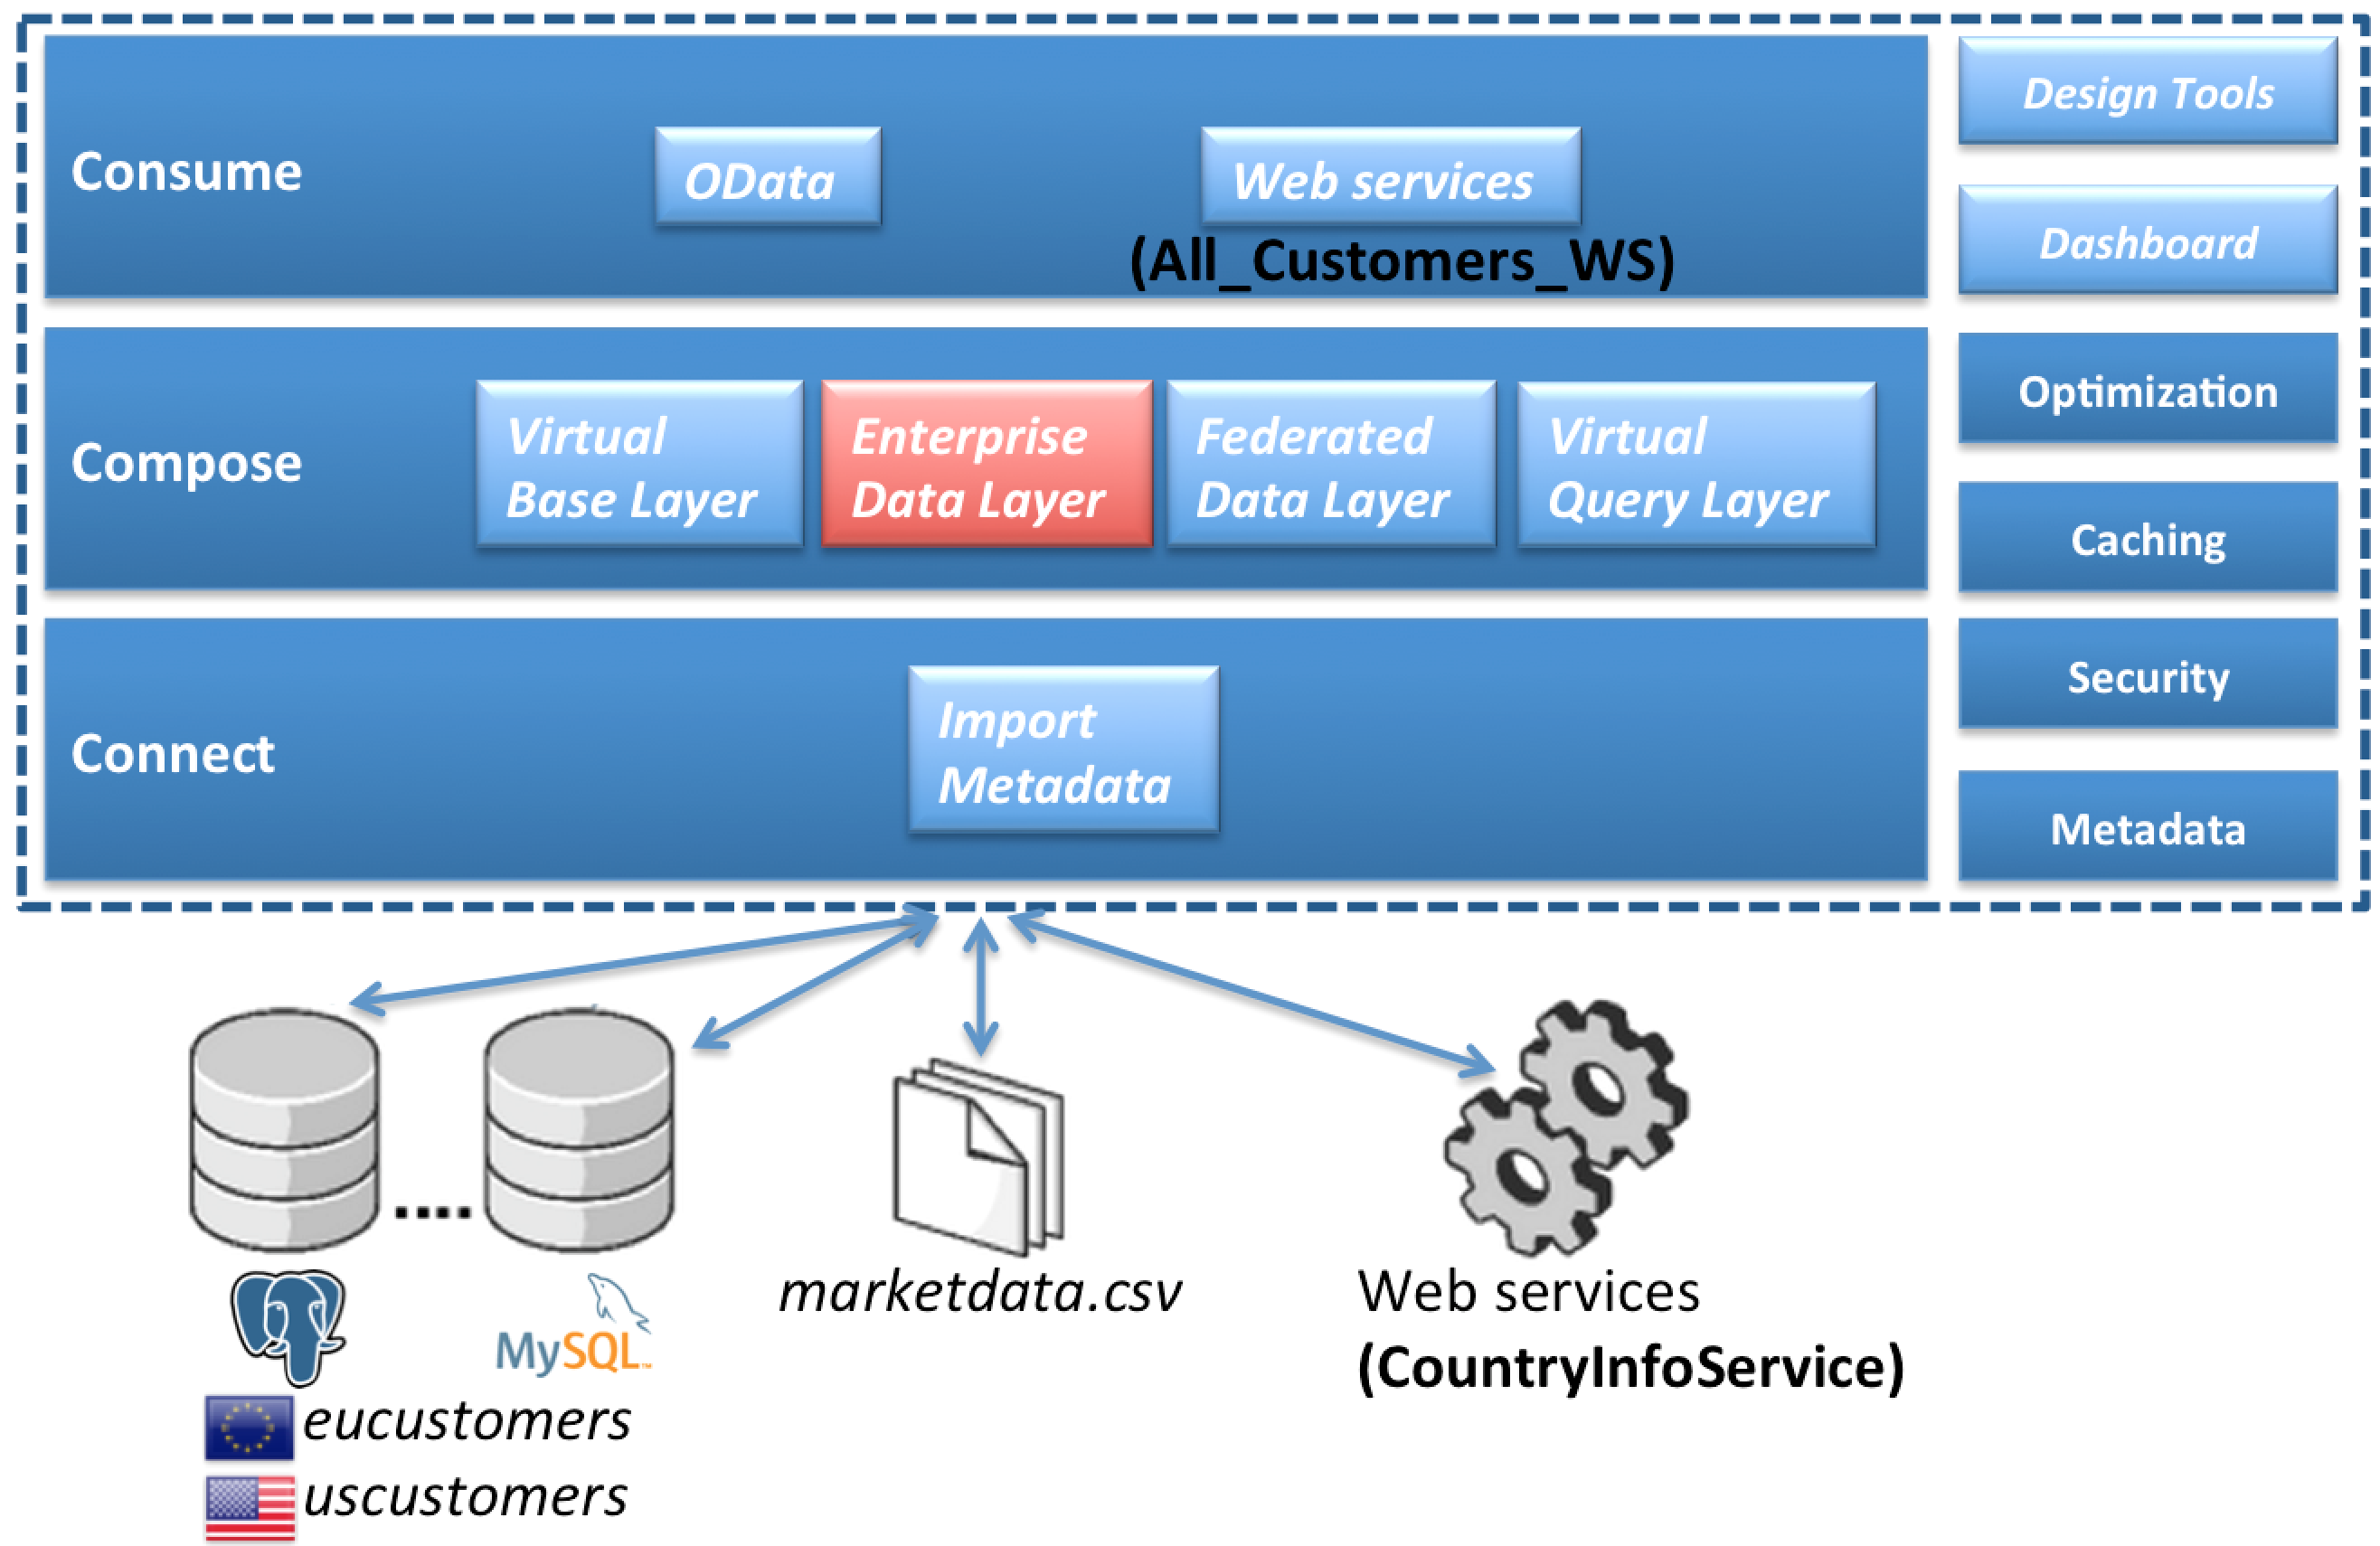 Consume
OData
Web services
(All_Customers_WS)
Design Tools
Dashboard
Compose
Virtual
Base Layer
Enterprise
Data Layer
Federated
Data Layer
Virtual
Query Layer
Optimization
Caching
Connect
Import
Metadata
Security
Metadata
....
MySQL™
marketdata.csv
Web services
(CountryInfoService)
eucustomers
uscustomers